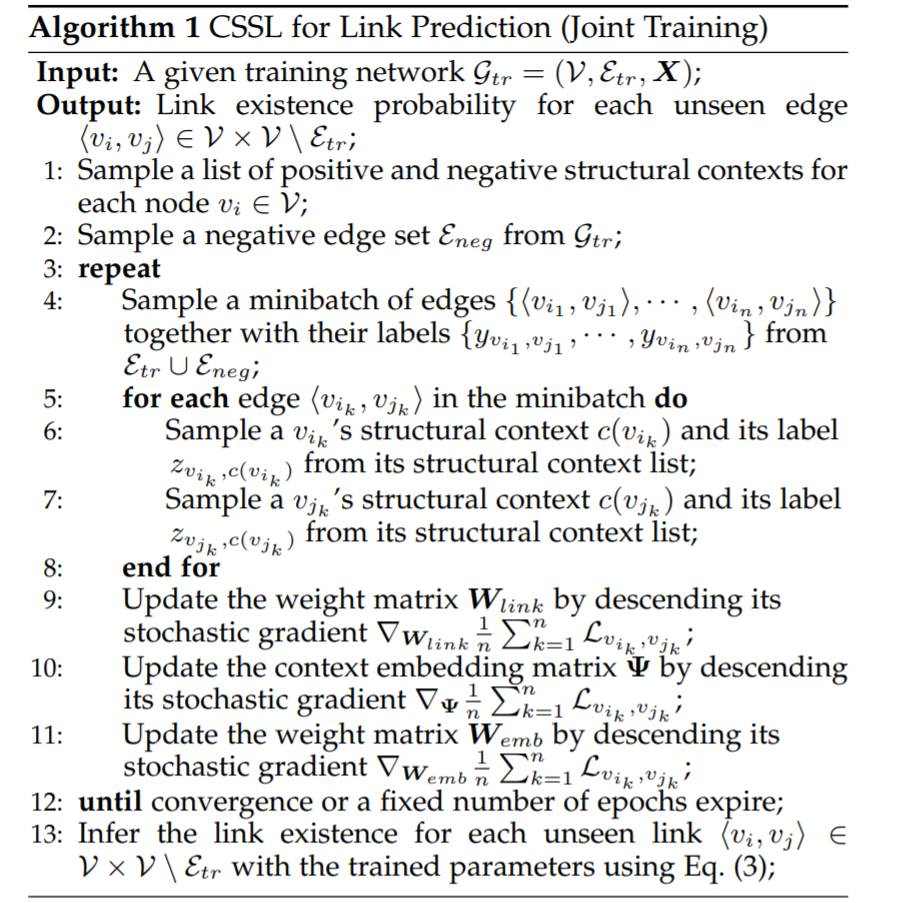 Algorithm 1 CSSL for Link Prediction (Joint Training)
Input: A given training network $\mathcal{G}_{tr} = (\mathcal{V}, \mathcal{E}_{tr}, \boldsymbol{X})$;
Output: Link existence probability for each unseen edge
$\langle v_i, v_j \rangle \in \mathcal{V} \times \mathcal{V} \setminus \mathcal{E}_{tr}$;
1: Sample a list of positive and negative structural contexts for
each node $v_i \in \mathcal{V}$;
2: Sample a negative edge set $\mathcal{E}_{neg}$ from $\mathcal{G}_{tr}$;
3: repeat
4: Sample a minibatch of edges $\{\langle v_{i_1}, v_{j_1} \rangle, \cdots, \langle v_{i_n}, v_{j_n} \rangle\}$
together with their labels $\{y_{v_{i_1},v_{j_1}}, \cdots, y_{v_{i_n},v_{j_n}}\}$ from
$\mathcal{E}_{tr} \cup \mathcal{E}_{neg}$;
5: for each edge $\langle v_{i_k}, v_{j_k} \rangle$ in the minibatch do
6: Sample a $v_{i_k}$'s structural context $c(v_{i_k})$ and its label
$z_{v_{i_k},c(v_{i_k})}$ from its structural context list;
7: Sample a $v_{j_k}$'s structural context $c(v_{j_k})$ and its label
$z_{v_{j_k},c(v_{j_k})}$ from its structural context list;
8: end for
9: Update the weight matrix $\boldsymbol{W}_{link}$ by descending its
stochastic gradient $\nabla_{\boldsymbol{W}_{link}} \frac{1}{n} \sum_{k=1}^{n} \mathcal{L}_{v_{i_k},v_{j_k}}$;
10: Update the context embedding matrix $\boldsymbol{\Psi}$ by descending
its stochastic gradient $\nabla_{\boldsymbol{\Psi}} \frac{1}{n} \sum_{k=1}^{n} \mathcal{L}_{v_{i_k},v_{j_k}}$;
11: Update the weight matrix $\boldsymbol{W}_{emb}$ by descending its
stochastic gradient $\nabla_{\boldsymbol{W}_{emb}} \frac{1}{n} \sum_{k=1}^{n} \mathcal{L}_{v_{i_k},v_{j_k}}$;
12: until convergence or a fixed number of epochs expire;
13: Infer the link existence for each unseen link $\langle v_i, v_j \rangle \in$
$\mathcal{V} \times \mathcal{V} \setminus \mathcal{E}_{tr}$ with the trained parameters using Eq. (3);